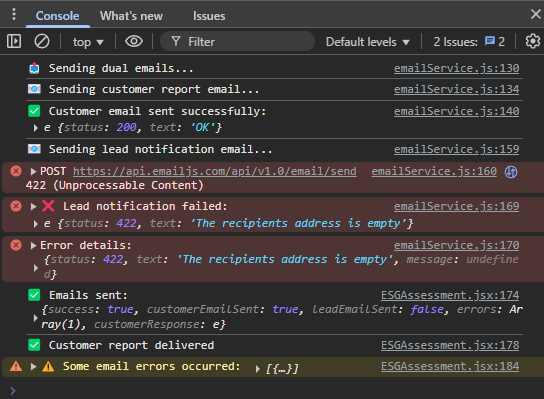 Console What's new Issues
top Filter Default levels 2 Issues: 2
Sending dual emails... emailService.js:130
Sending customer report email... emailService.js:134
Customer email sent successfully: emailService.js:140
e {status: 200, text: 'OK'}
Sending lead notification email... emailService.js:159
POST https://api.emailjs.com/api/v1.0/email/send emailService.js:160
422 (Unprocessable Content)
Lead notification failed: emailService.js:169
e {status: 422, text: 'The recipients address is empty'}
Error details: emailService.js:170
{status: 422, text: 'The recipients address is empty', message: undefine
d}
Emails sent: ESGAssessment.jsx:174
{success: true, customerEmailSent: true, leadEmailSent: false, errors: Ar
ray(1), customerResponse: e}
Customer report delivered ESGAssessment.jsx:178
Some email errors occurred: [{…}] ESGAssessment.jsx:184